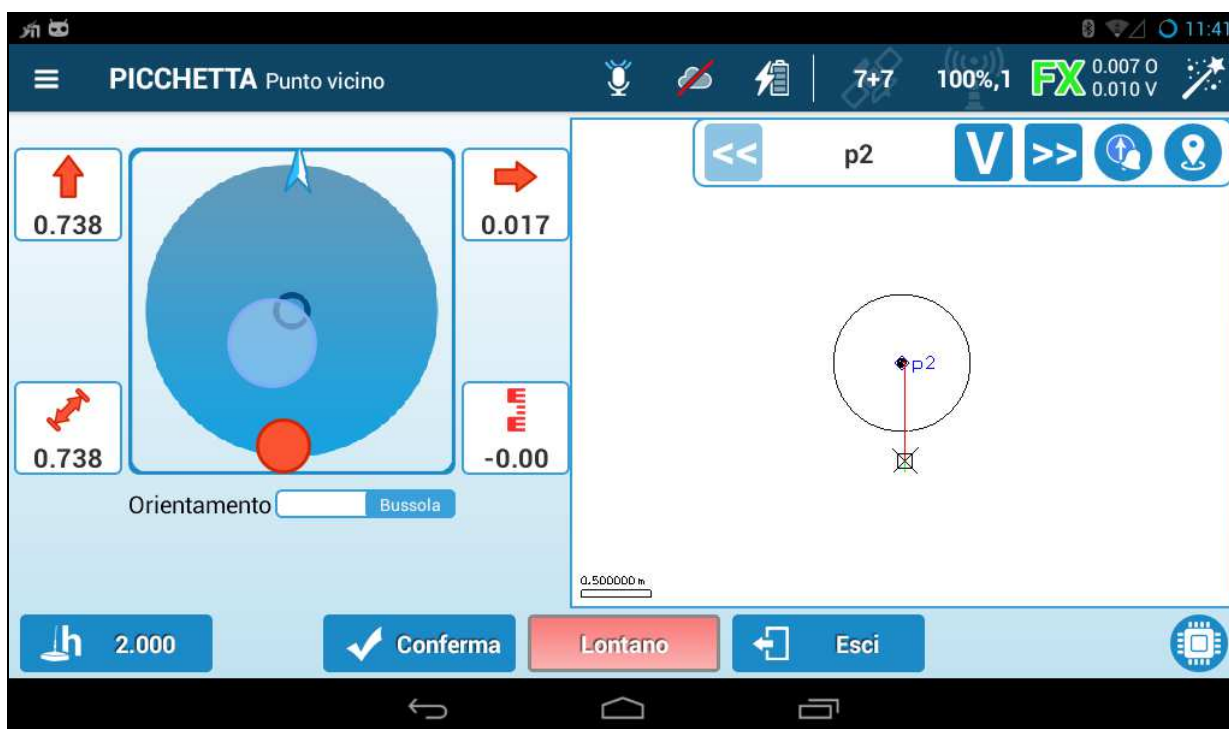 11:41
PICCHETTA Punto vicino
7+7
100%,1
FX
0.007 O
0.010 V
<<
p2
V
>>
0.738
0.017
p2
0.738
-0.00
Orientamento
Bussola
0.500000 m
h 2.000
Conferma
Lontano
Esci